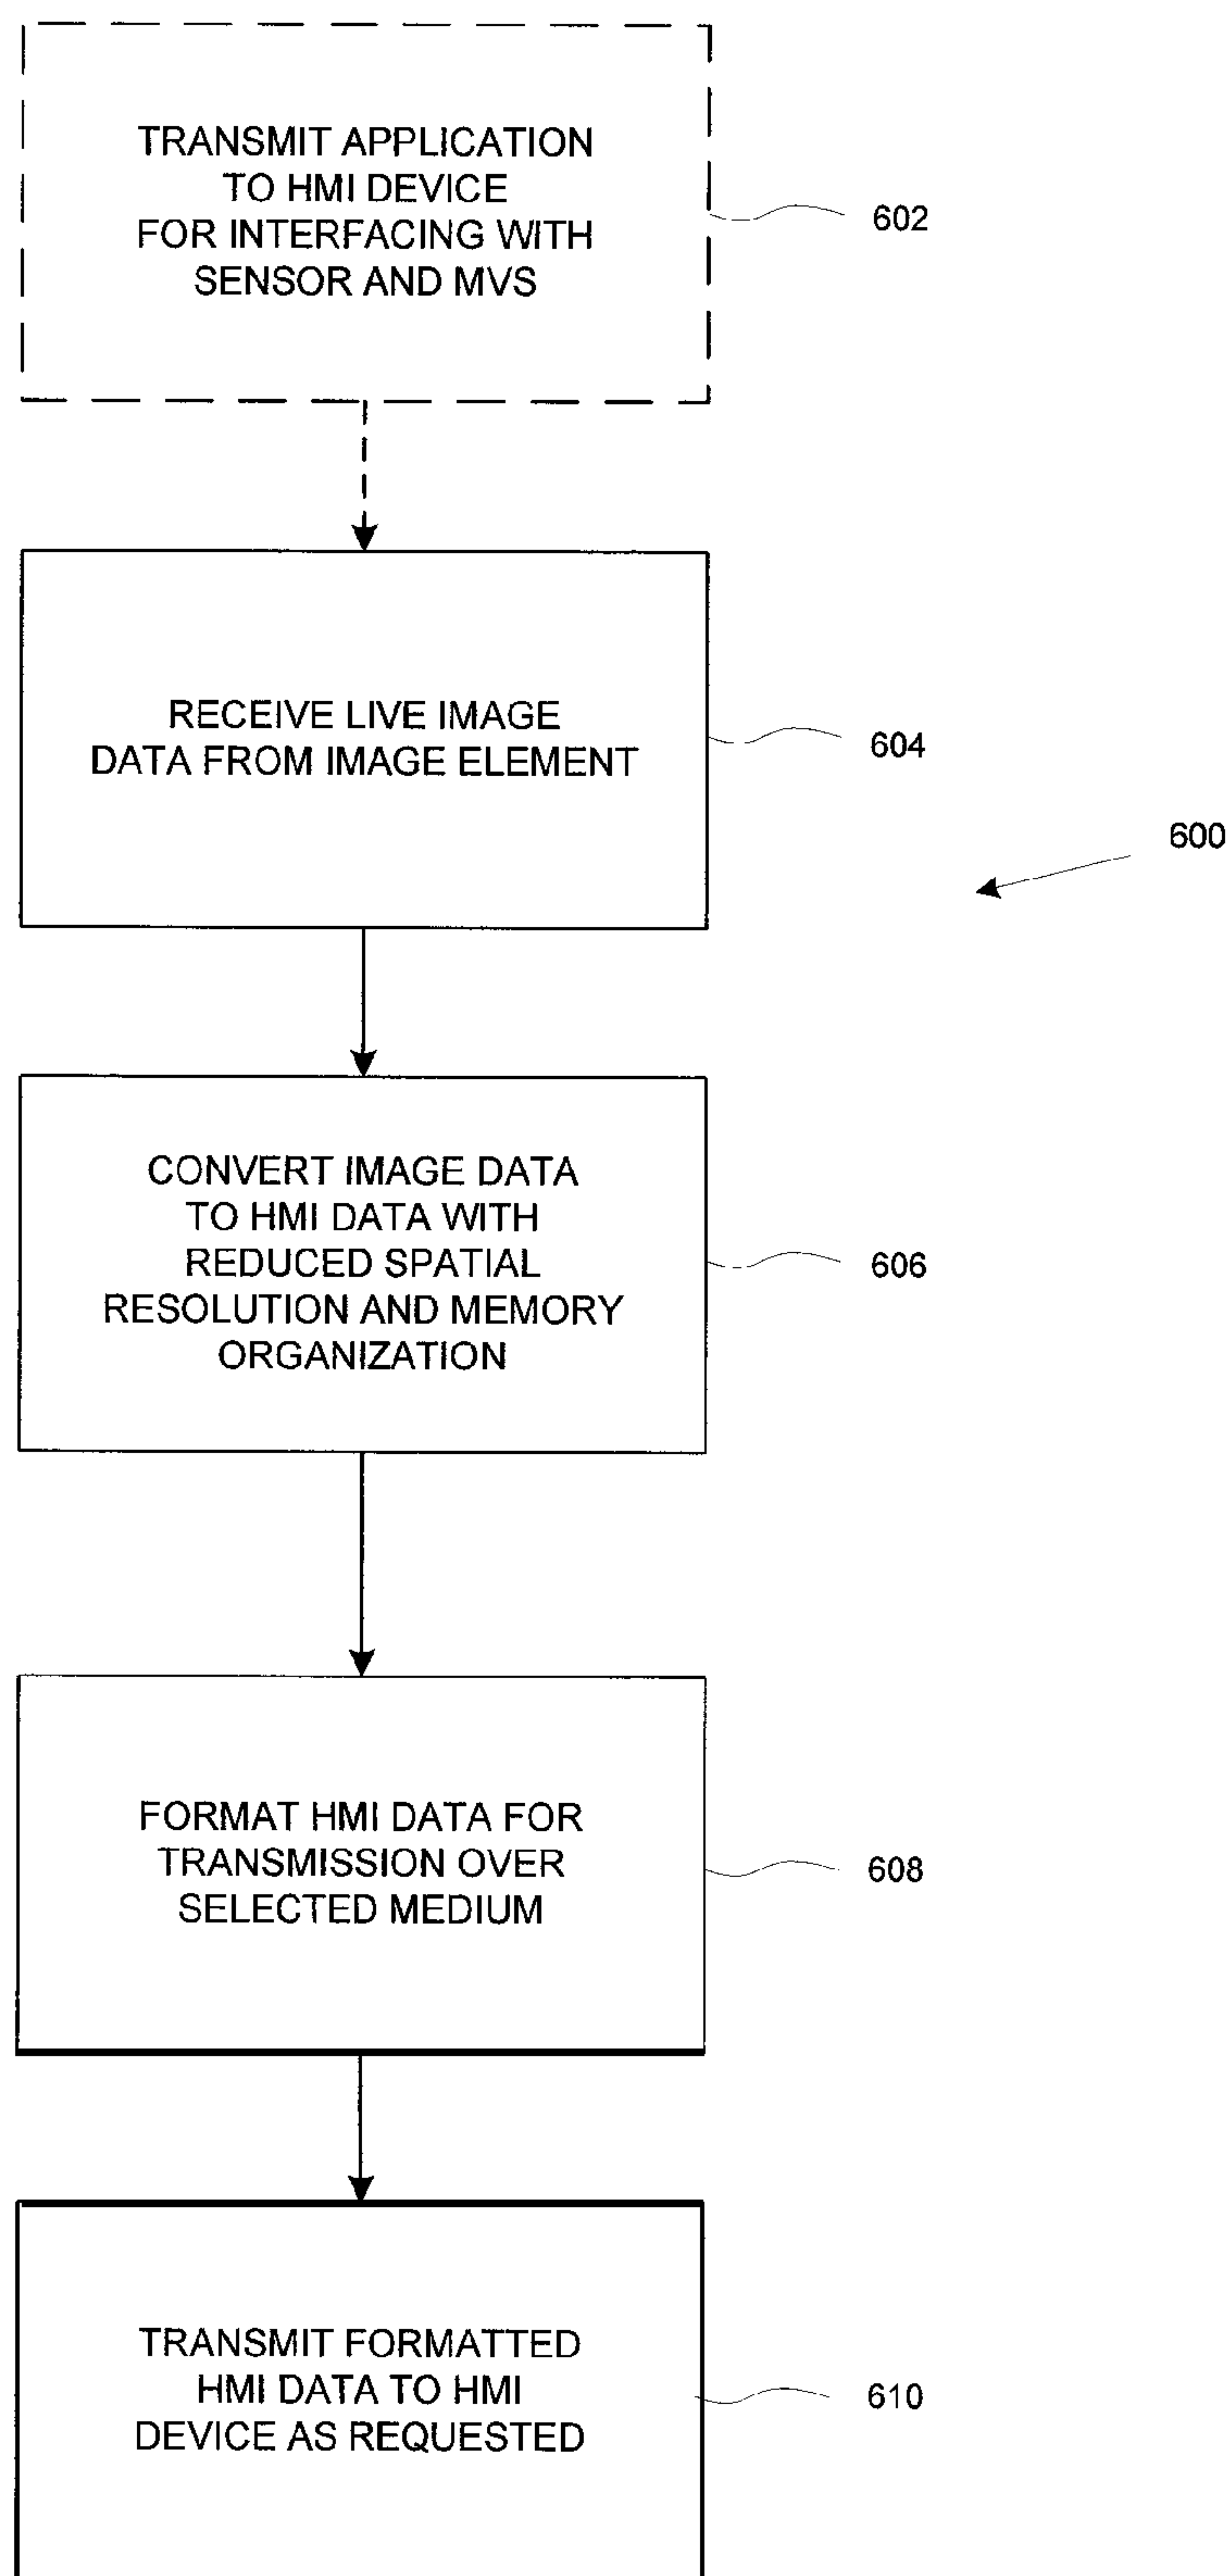 TRANSMIT APPLICATION
TO HMI DEVICE
FOR INTERFACING WITH
SENSOR AND MVS
602
RECEIVE LIVE IMAGE
DATA FROM IMAGE ELEMENT
604
600
CONVERT IMAGE DATA
TO HMI DATA WITH
REDUCED SPATIAL
RESOLUTION AND MEMORY
ORGANIZATION
606
FORMAT HMI DATA FOR
TRANSMISSION OVER
SELECTED MEDIUM
608
TRANSMIT FORMATTED
HMI DATA TO HMI
DEVICE AS REQUESTED
610